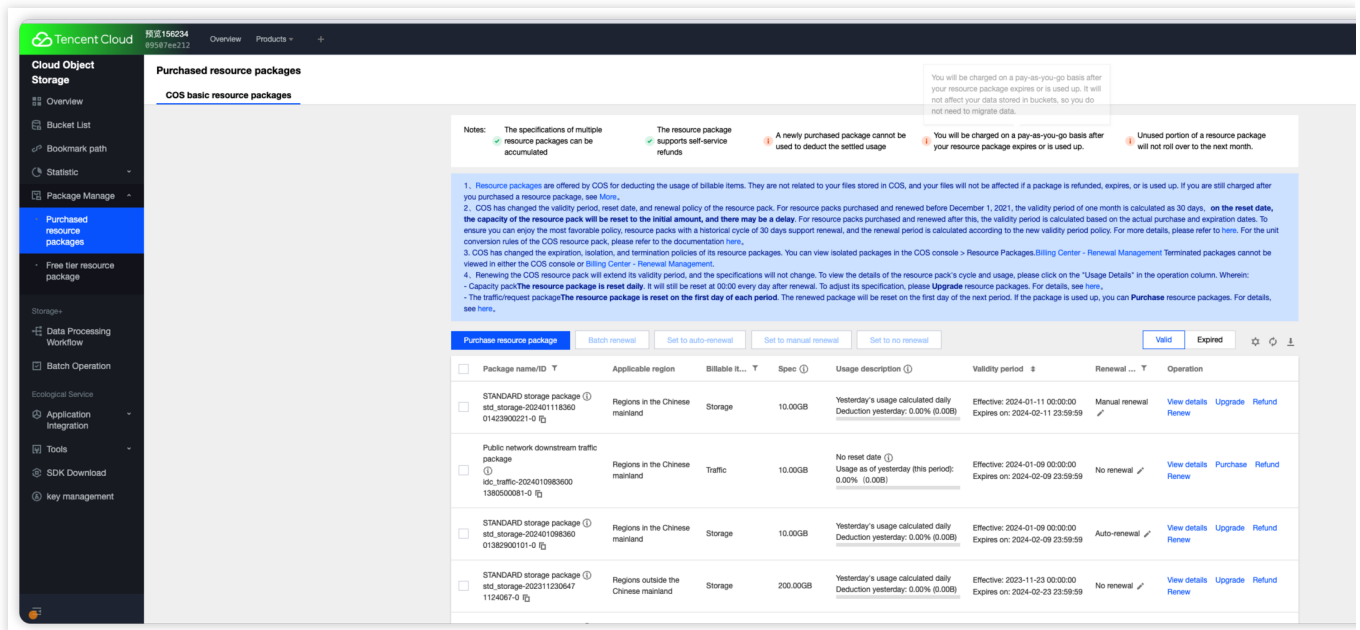 Tencent Cloud
预览156234
09507ee212
Overview
Products
+
Cloud Object
Storage
Overview
Bucket List
Bookmark path
Statistic
Package Manage
Purchased
resource
packages
Free tier resource
package
Storage+
Data Processing
Workflow
Batch Operation
Ecological Service
Application
Integration
Tools
SDK Download
key management
Purchased resource packages
COS basic resource packages
You will be charged on a pay-as-you-go basis after
your resource package expires or is used up. It will
not affect your data stored in buckets, so you do
not need to migrate data.
Notes:
The specifications of multiple
resource packages can be
accumulated
The resource package
supports self-service
refunds
A newly purchased package cannot be
used to deduct the settled usage
You will be charged on a pay-as-you-go basis after
your resource package expires or is used up.
Unused portion of a resource package
will not roll over to the next month.
1、Resource packages are offered by COS for deducting the usage of billable items. They are not related to your files stored in COS, and your files will not be affected if a package is refunded, expires, or is used up. If you are still charged after
you purchased a resource package, see More。
2、COS has changed the validity period, reset date, and renewal policy of the resource pack. For resource packs purchased and renewed before December 1, 2021, the validity period of one month is calculated as 30 days，on the reset date,
the capacity of the resource pack will be reset to the initial amount, and there may be a delay. For resource packs purchased and renewed after this, the validity period is calculated based on the actual purchase and expiration dates. To
ensure you can enjoy the most favorable policy, resource packs with a historical cycle of 30 days support renewal, and the renewal period is calculated according to the new validity period policy. For more details, please refer to here. For the unit
conversion rules of the COS resource pack, please refer to the documentation here。
3. COS has changed the expiration, isolation, and termination policies of its resource packages. You can view isolated packages in the COS console > Resource Packages.Billing Center - Renewal Management Terminated packages cannot be
viewed in either the COS console or Billing Center - Renewal Management.
4、Renewing the COS resource pack will extend its validity period, and the specifications will not change. To view the details of the resource pack's cycle and usage, please click on the "Usage Details" in the operation column. Wherein:
- Capacity packThe resource package is reset daily. It will still be reset at 00:00 every day after renewal. To adjust its specification, please Upgrade resource packages. For details, see here。
- The traffic/request packageThe resource package is reset on the first day of each period. The renewed package will be reset on the first day of the next period. If the package is used up, you can Purchase resource packages. For details,
see here。
Purchase resource package
Batch renewal
Set to auto-renewal
Set to manual renewal
Set to no renewal
Valid
Expired
Package name/ID
Applicable region
Billable it...
Spec
Usage description
Validity period
Renewal ...
Operation
STANDARD storage package
std_storage-202401118360
01423900221-0
Regions in the Chinese
mainland
Storage
10.00GB
Yesterday's usage calculated daily
Deduction yesterday: 0.00% (0.00B)
Effective: 2024-01-11 00:00:00
Expires on: 2024-02-11 23:59:59
Manual renewal
View details Upgrade Refund
Renew
Public network downstream traffic
package
idc_traffic-2024010983600
1380500081-0
Regions in the Chinese
mainland
Traffic
10.00GB
No reset date
Usage as of yesterday (this period):
0.00%（0.00B）
Effective: 2024-01-09 00:00:00
Expires on: 2024-02-09 23:59:59
No renewal
View details Purchase Refund
Renew
STANDARD storage package
std_storage-202401098360
01382900101-0
Regions in the Chinese
mainland
Storage
10.00GB
Yesterday's usage calculated daily
Deduction yesterday: 0.00% (0.00B)
Effective: 2024-01-09 00:00:00
Expires on: 2024-02-09 23:59:59
Auto-renewal
View details Upgrade Refund
Renew
STANDARD storage package
std_storage-202311230647
1124067-0
Regions outside the
Chinese mainland
Storage
200.00GB
Yesterday's usage calculated daily
Deduction yesterday: 0.00% (0.00B)
Effective: 2023-11-23 00:00:00
Expires on: 2024-02-23 23:59:59
No renewal
View details Upgrade Refund
Renew